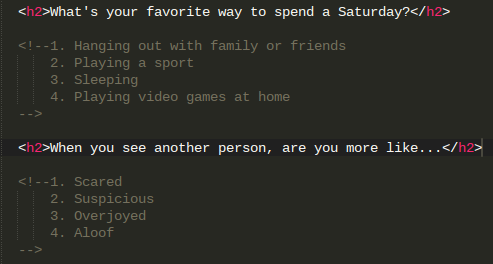 <h2>What's your favorite way to spend a Saturday?</h2>
<!--1. Hanging out with family or friends
2. Playing a sport
3. Sleeping
4. Playing video games at home
-->
<h2>When you see another person, are you more like...</h2>
<!--1. Scared
2. Suspicious
3. Overjoyed
4. Aloof
-->